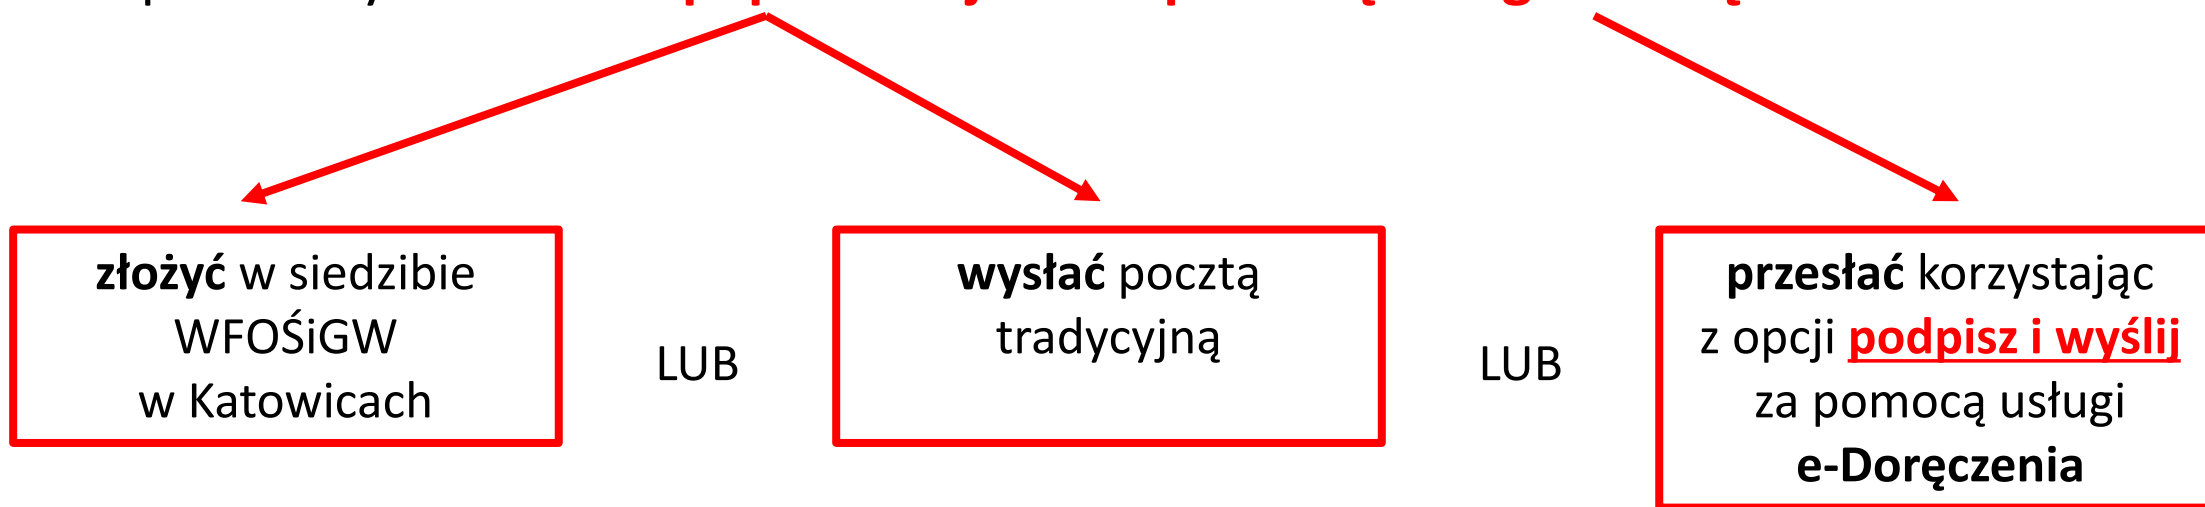 złożyć w siedzibie
WFOŚiGW
w Katowicach
LUB
wysłać pocztą
tradycyjną
LUB
przesłać korzystając
z opcji podpisz i wyślij
za pomocą usługi
e-Doręczenia